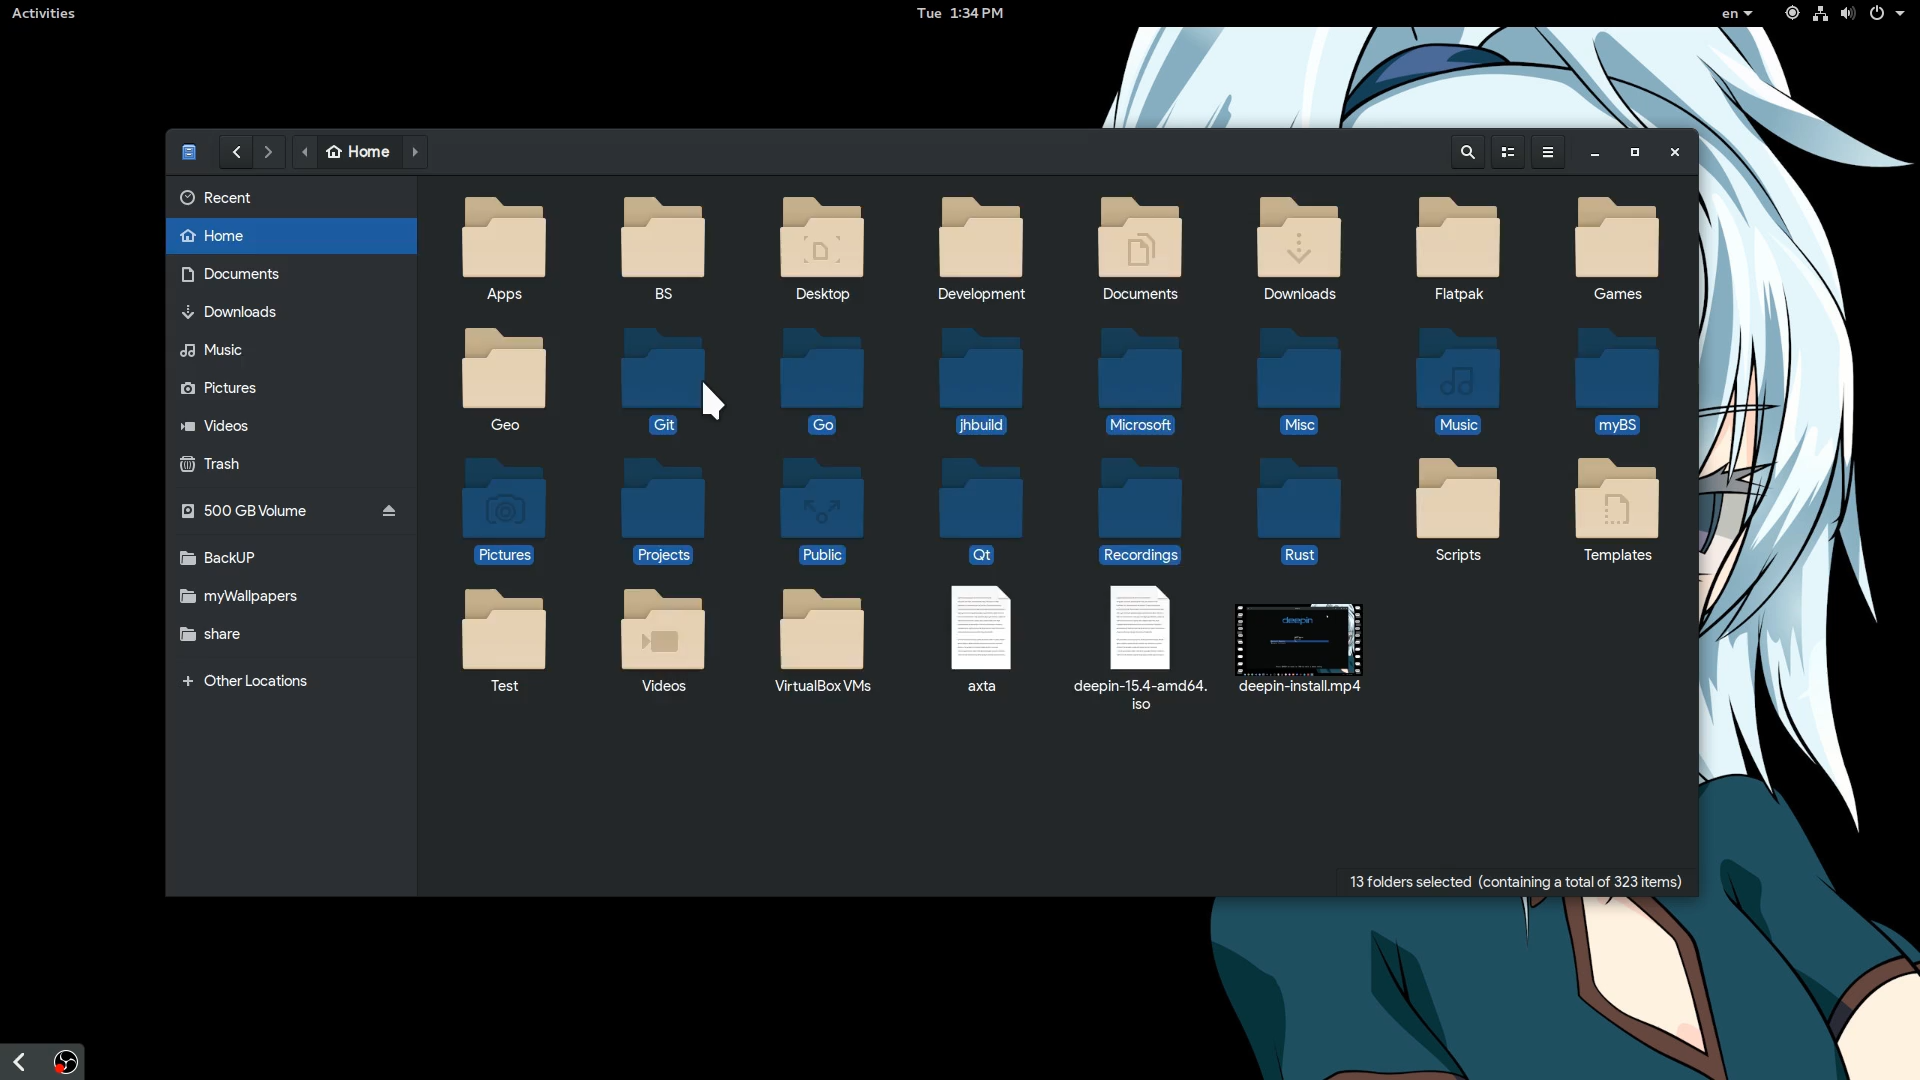 Activities
Tue 1:34 PM
en
Home
Recent
Home
Documents
Downloads
Music
Pictures
Videos
Trash
500 GB Volume
BackUP
myWallpapers
share
Other Locations
Apps
BS
Desktop
Development
Documents
Downloads
Flatpak
Games
Geo
Git
Go
jhbuild
Microsoft
Misc
Music
myBS
Pictures
Projects
Public
Qt
Recordings
Rust
Scripts
Templates
deepin
Test
Videos
VirtualBox VMs
axta
deepin-15.4-amd64.
iso
deepin-install.mp4
13 folders selected (containing a total of 323 items)